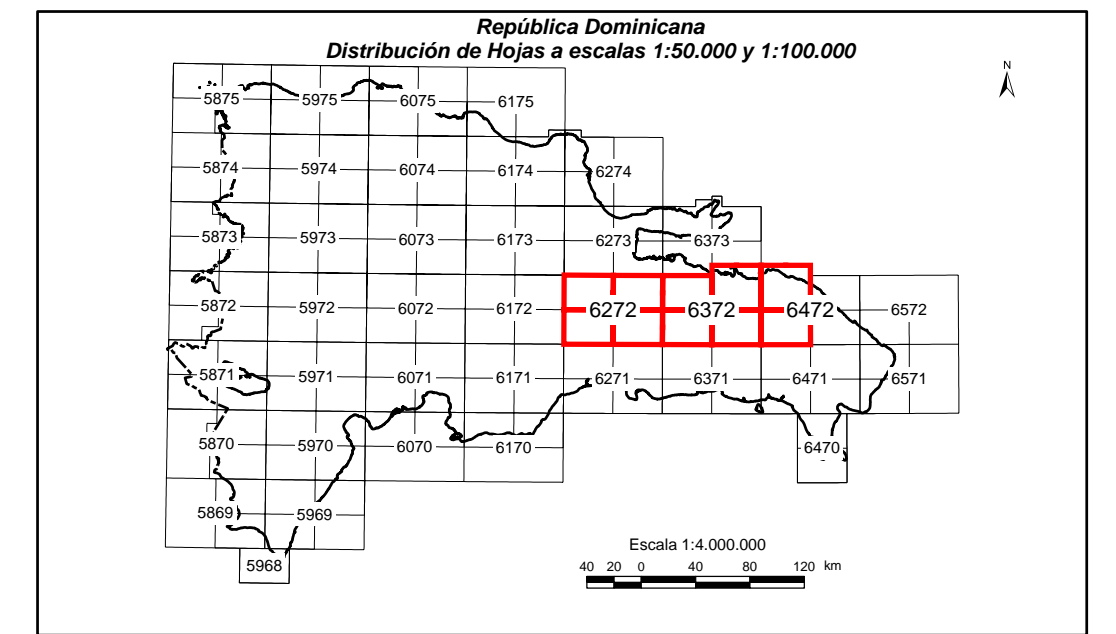 República Dominicana
Distribución de Hojas a escalas 1:50.000 y 1:100.000
N
5875 5975 6075 6175
5874 5974 6074 6174 6274
5873 5973 6073 6173 6273 6373
5872 5972 6072 6172 6272 6372 6472 6572
5871 5971 6071 6171 6271 6371 6471 6571
5870 5970 6070 6170 6470
5869 5969
5968
Escala 1:4.000.000
40 20 0 40 80 120 km